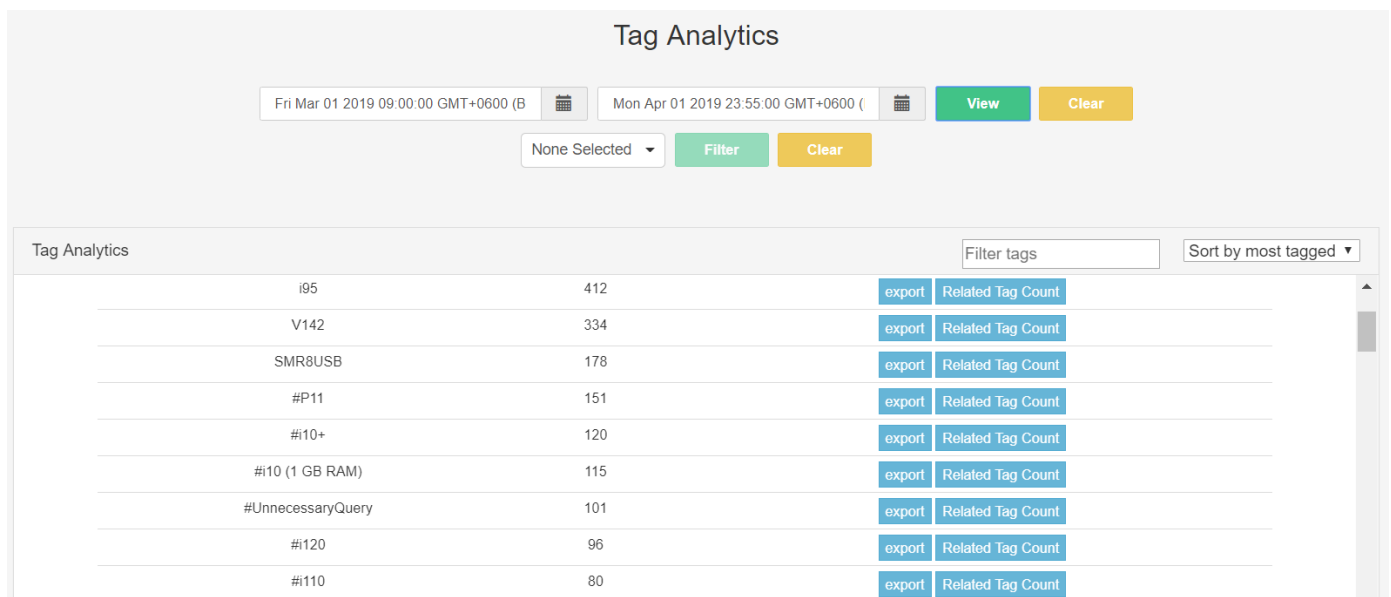 Tag Analytics
Fri Mar 01 2019 09:00:00 GMT+0600 (B Mon Apr 01 2019 23:55:00 GMT+0600 ( View Clear
None Selected Filter Clear
Tag Analytics Filter tags Sort by most tagged
i95 412 export Related Tag Count
V142 334 export Related Tag Count
SMR8USB 178 export Related Tag Count
#P11 151 export Related Tag Count
#i10+ 120 export Related Tag Count
#i10 (1 GB RAM) 115 export Related Tag Count
#UnnecessaryQuery 101 export Related Tag Count
#i120 96 export Related Tag Count
#i110 80 export Related Tag Count